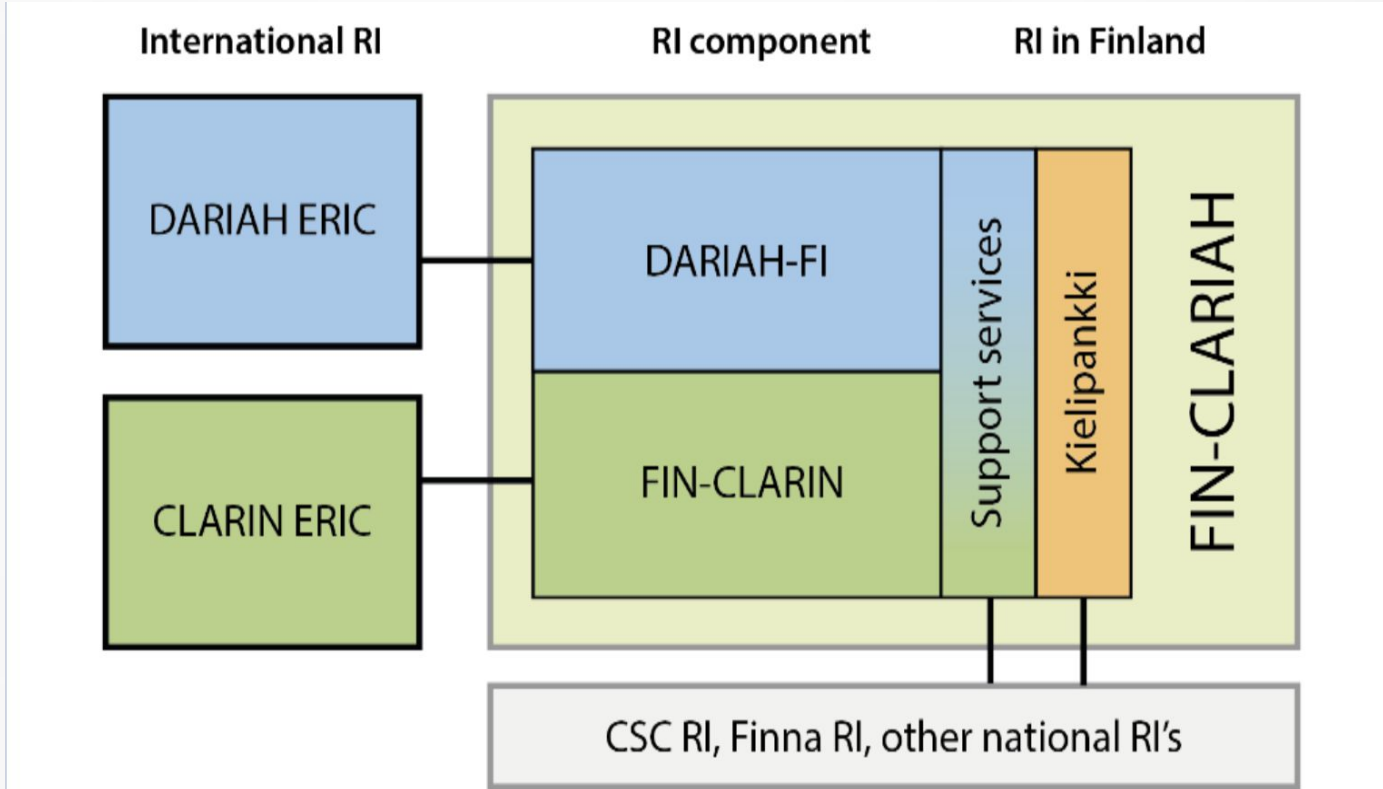 International RI
RI component
RI in Finland
DARIAH ERIC
DARIAH-FI
Support services
Kielipankki
FIN-CLARIAH
CLARIN ERIC
FIN-CLARIN
CSC RI, Finna RI, other national RI's